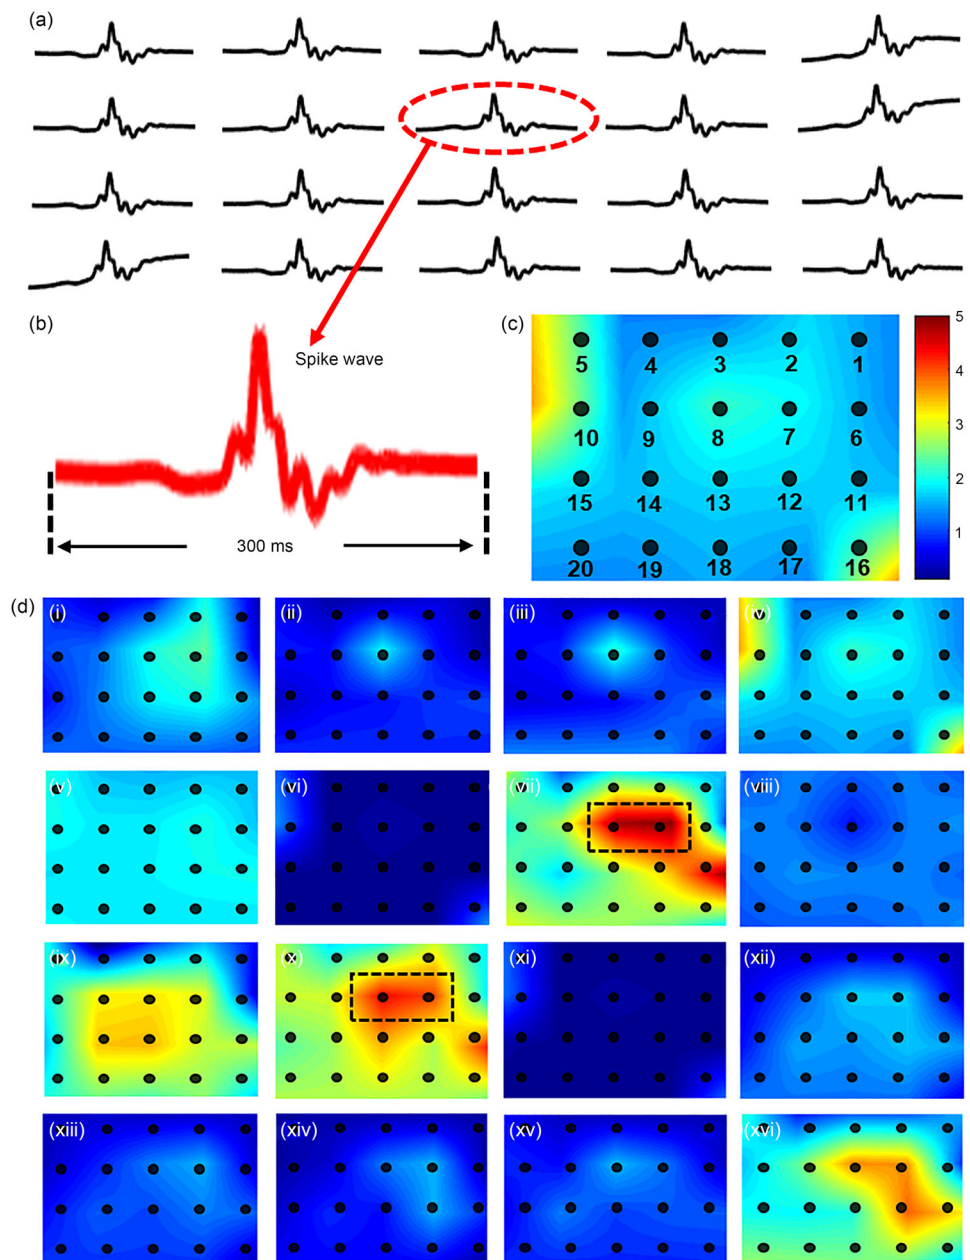 (a)
(b)
Spike wave
300 ms
(c)
5 4 3 2 1
10 9 8 7 6
15 14 13 12 11
20 19 18 17 16
5
4
3
2
1
(d)
(i) (ii) (iii) (iv)
(v) (vi) (vii) (viii)
(ix) (x) (xi) (xii)
(xiii) (xiv) (xv) (xvi)